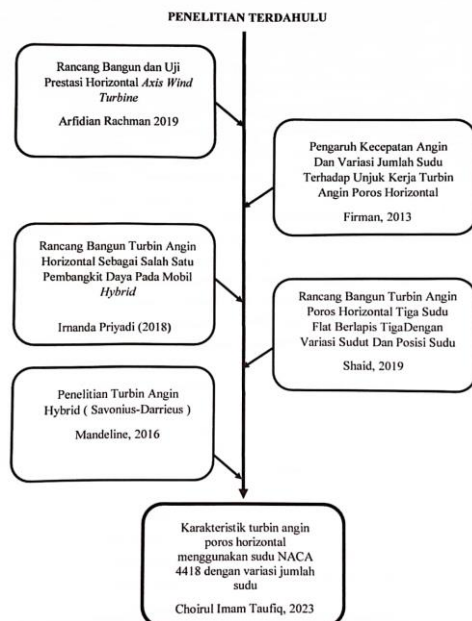 PENELITIAN TERDAHULU
Rancang Bangun dan Uji
Prestasi Horizontal Axis Wind
Turbine
Arfidian Rachman 2019
Pengaruh Kecepatan Angin
Dan Variasi Jumlah Sudu
Terhadap Unjuk Kerja Turbin
Angin Poros Horizontal
Firman, 2013
Rancang Bangun Turbin Angin
Horizontal Sebagai Salah Satu
Pembangkit Daya Pada Mobil
Hybrid
Irnanda Priyadi (2018)
Rancang Bangun Turbin Angin
Poros Horizontal Tiga Sudu
Flat Berlapis TigaDengan
Variasi Sudut Dan Posisi Sudu
Shaid, 2019
Penelitian Turbin Angin
Hybrid ( Savonius-Darrieus )
Mandeline, 2016
Karakteristik turbin angin
poros horizontal
menggunakan sudu NACA
4418 dengan variasi jumlah
sudu
Choirul Imam Taufiq, 2023